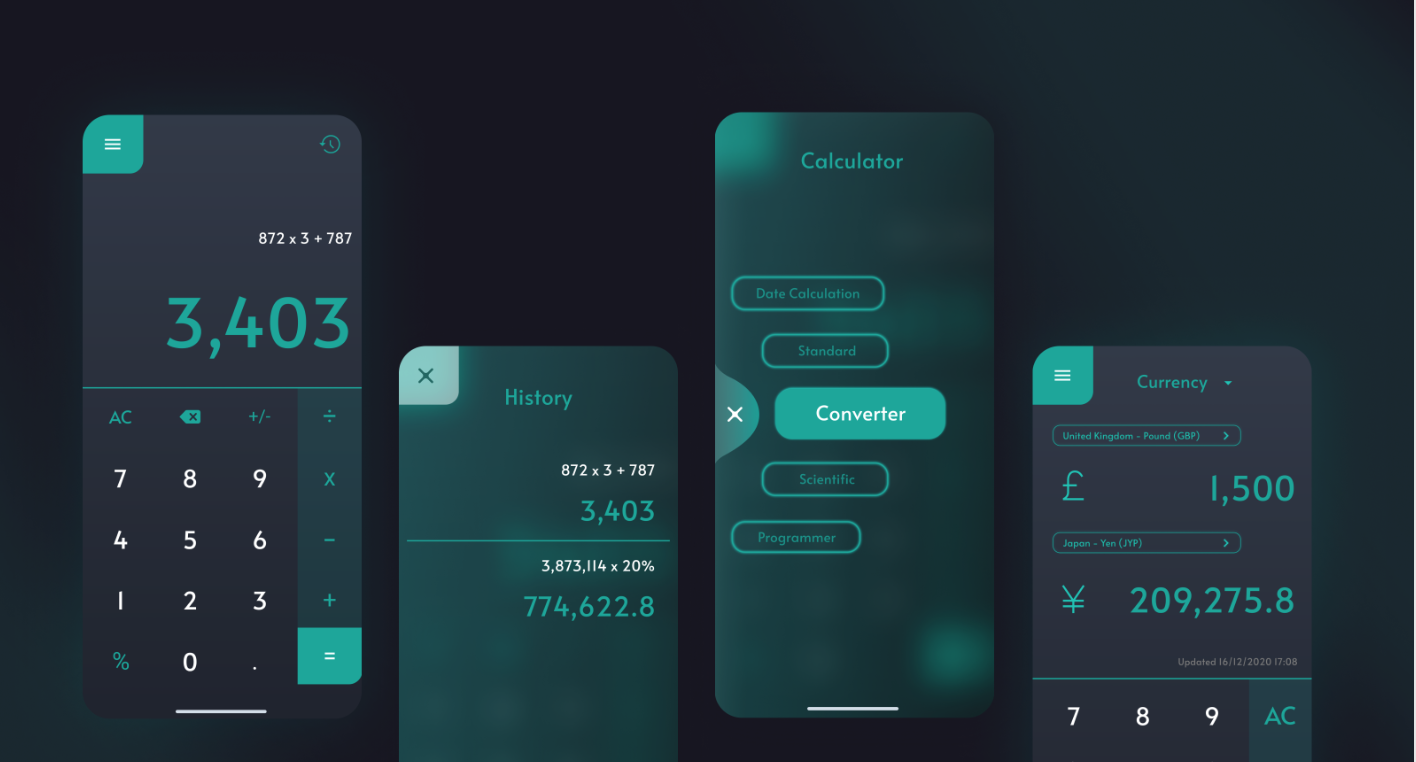 872 x 3 + 787
3,403
AC +/- ÷
7 8 9 x
4 5 6 -
1 2 3 +
% 0 . =
History
872 x 3 + 787
3,403
3,873,114 x 20%
774,622.8
Calculator
Date Calculation
Standard
Converter
Scientific
Programmer
Currency
United Kingdom - Pound (GBP)
£ 1,500
Japan - Yen (JYP)
¥ 209,275.8
Updated 16/12/2020 17:08
7 8 9 AC